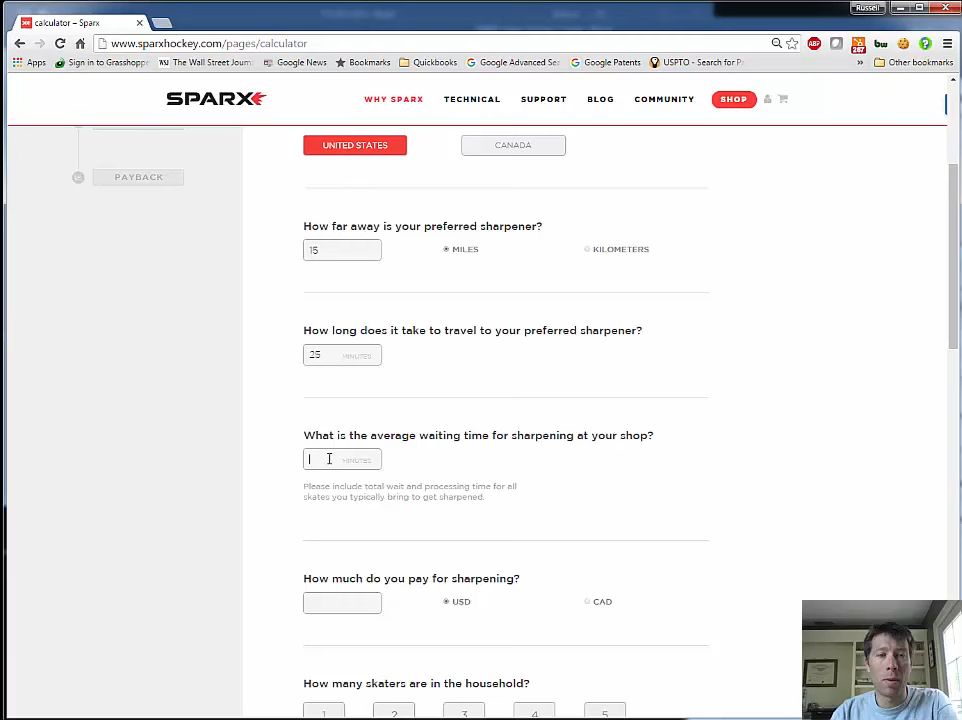 Russell
calculator – Sparx
www.sparxhockey.com/pages/calculator
ABP
267
bw
Apps
Sign in to Grasshopp
The Wall Street Journ
Google News
Bookmarks
Quickbooks
Google Advanced Sea
Google Patents
USPTO - Search for Pa
»
Other bookmarks
SPARX
WHY SPARX
TECHNICAL
SUPPORT
BLOG
COMMUNITY
SHOP
UNITED STATES
CANADA
PAYBACK
How far away is your preferred sharpener?
15
MILES
KILOMETERS
How long does it take to travel to your preferred sharpener?
25 MINUTES
What is the average waiting time for sharpening at your shop?
MINUTES
Please include total wait and processing time for all
skates you typically bring to get sharpened.
How much do you pay for sharpening?
USD
CAD
How many skaters are in the household?
1 2 3 4 5